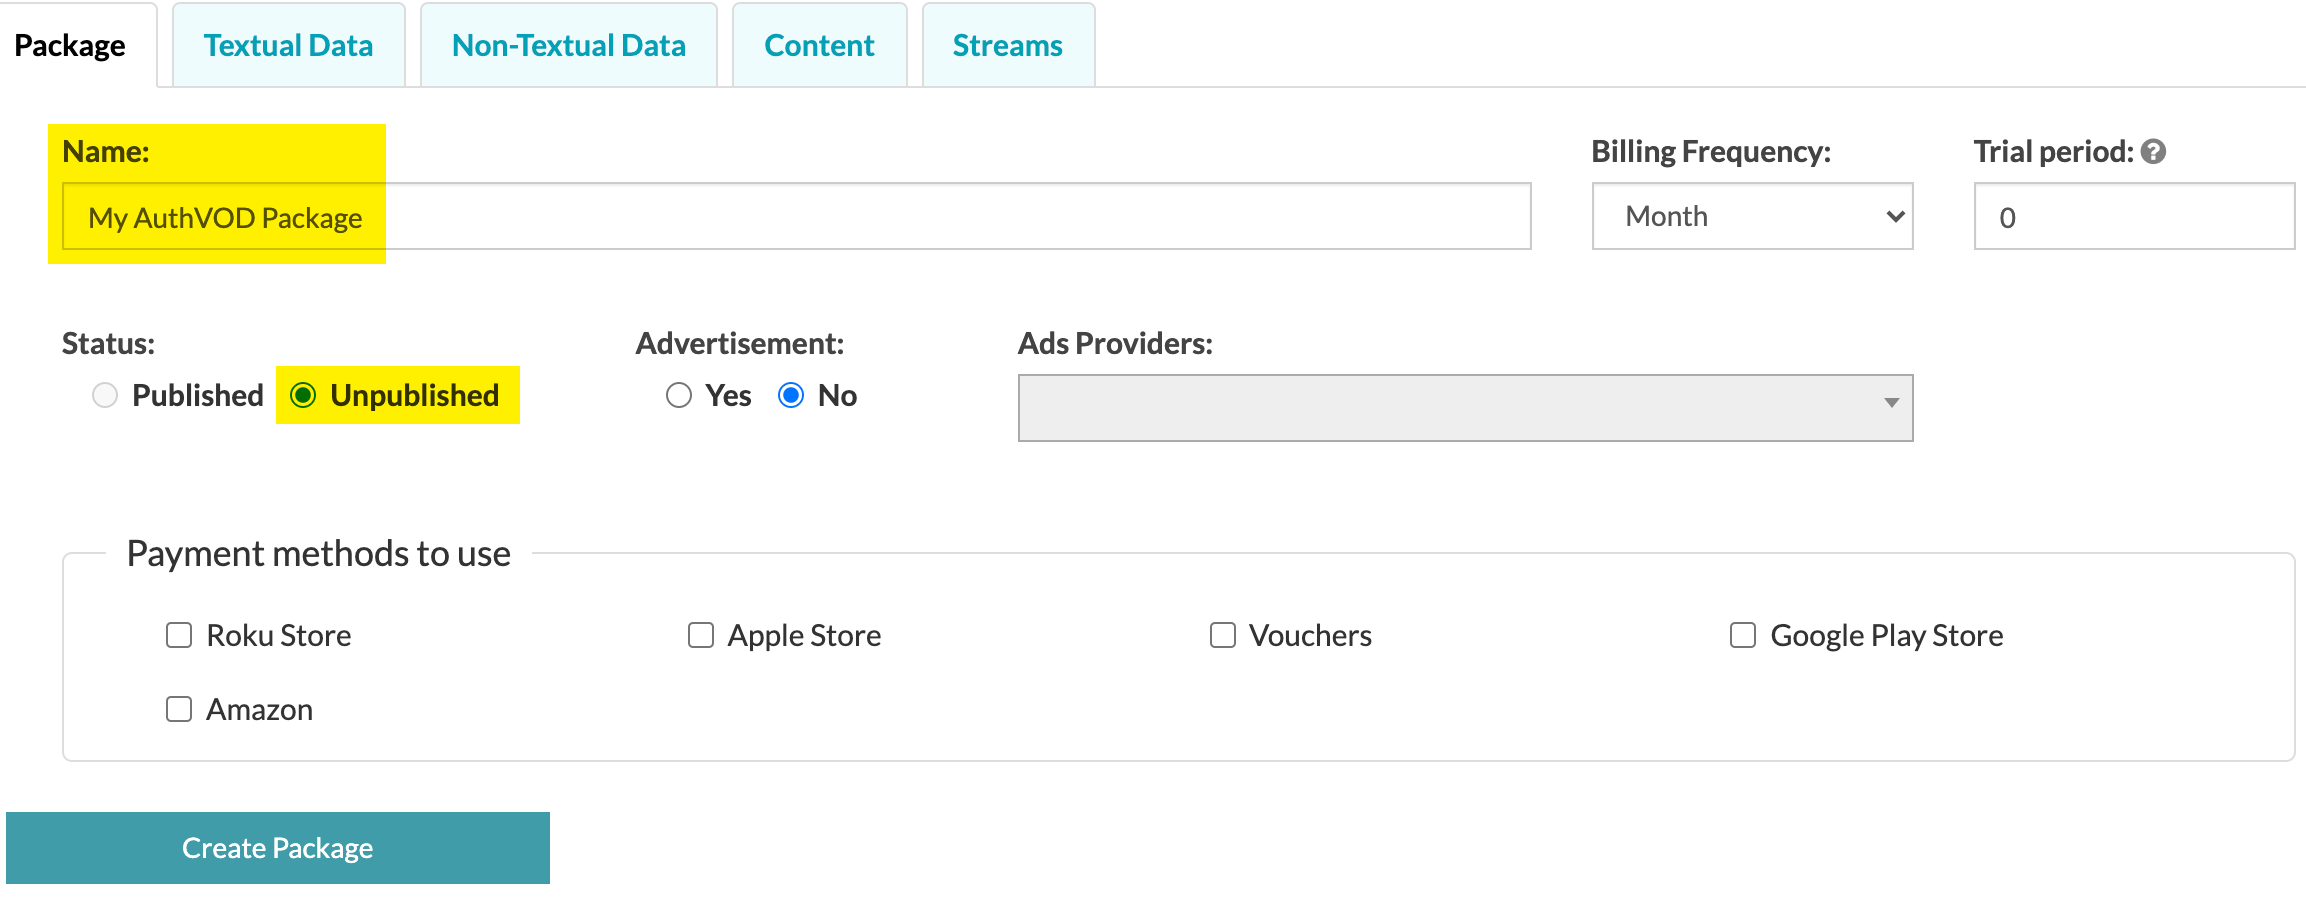 Package Textual Data Non-Textual Data Content Streams
Name: Billing Frequency: Trial period: ?
My AuthVOD Package Month 0
Status: Advertisement: Ads Providers:
Published Unpublished Yes No
Payment methods to use
Roku Store Apple Store Vouchers Google Play Store
Amazon
Create Package